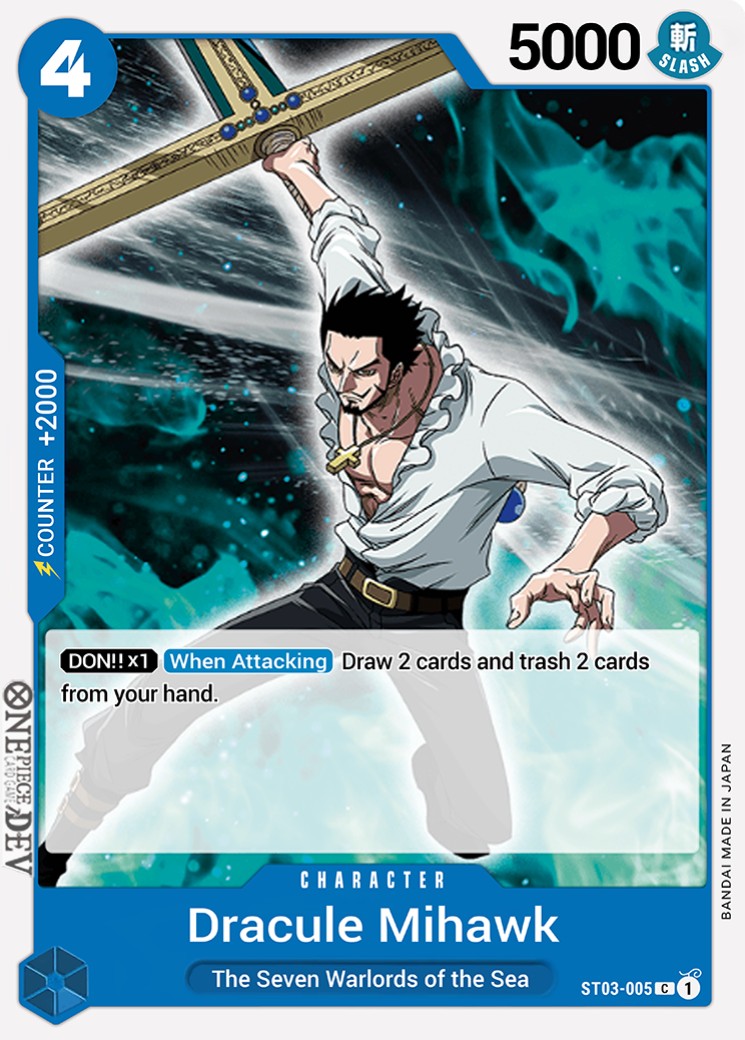 4
5000
斬
SLASH
COUNTER +2000
DON!! x1 When Attacking Draw 2 cards and trash 2 cards
from your hand.
ONE PIECE
CARD GAME
DEV
BANDAI MADE IN JAPAN
CHARACTER
Dracule Mihawk
The Seven Warlords of the Sea
ST03-005 C 1